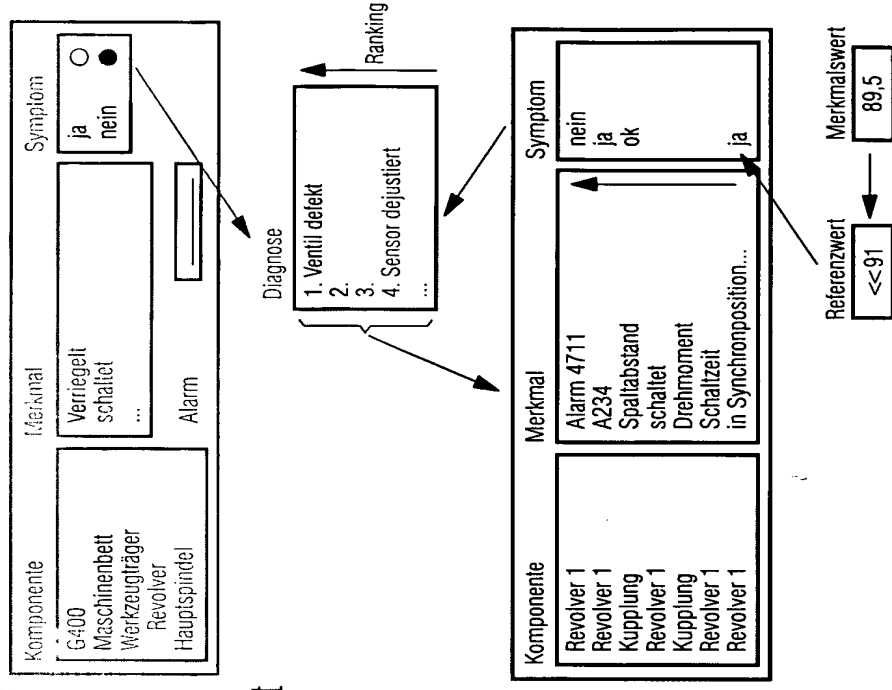 Komponente
G400
Maschinenbett
Werkzeugträger
Revolver
Hauptspindel
Merkmal
Verriegelt
schaltet
...
Alarm
Symptom
ja
nein
Diagnose
1. Ventil defekt
2.
3.
4. Sensor dejustiert
...
Ranking
Komponente
Revolver 1
Revolver 1
Kupplung
Revolver 1
Kupplung
Revolver 1
Revolver 1
Merkmal
Alarm 4711
A234
Spaltabstand
schaltet
Drehmoment
Schaltzeit
in Synchronposition...
Symptom
nein
ja
ok
ja
Referenzwert
<<91
Merkmalswert
89,5